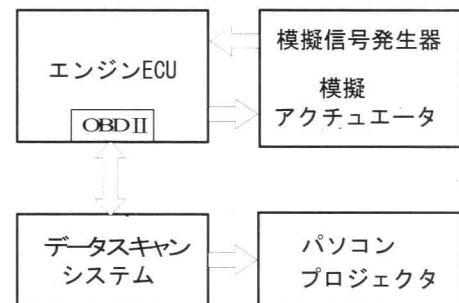 エンジンECU
OBDⅡ
模擬信号発生器
模擬
アクチュエータ
データスキャン
システム
パソコン
プロジェクタ